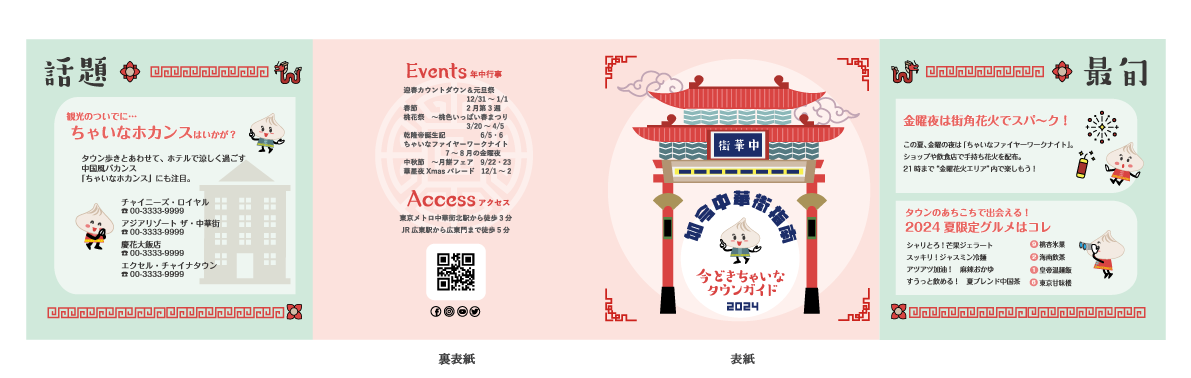 話題
観光のついでに…
ちゃいなホカンスはいかが？
タウン歩きとあわせて、ホテルで涼しく過ごす
中国風バカンス
「ちゃいなホカンス」にも注目。
チャイニーズ・ロイヤル
☎ 00-3333-9999
アジアリゾート ザ・中華街
☎ 00-3333-9999
慶花大飯店
☎ 00-3333-9999
エクセル・チャイナタウン
☎ 00-3333-9999
Events 年中行事
迎春カウントダウン＆元旦祭
12/31 〜 1/1
春節 2月第3週
桃花祭 〜桃色いっぱい春まつり
3/20 〜 4/5
乾隆帝誕生記 6/5・6
ちゃいなファイヤーワークナイト
7 〜 8月の金曜夜
中秋節 〜月餅フェア 9/22・23
華星夜 Xmas パレード 12/1 〜 2
Access アクセス
東京メトロ中華街北駅から徒歩3分
JR 広東駅から広東門まで徒歩5分
裏表紙
街華中
如今中華街指南
今どきちゃいな
タウンガイド
2024
表紙
最旬
金曜夜は街角花火でスパーク！
この夏、金曜の夜は「ちゃいなファイヤーワークナイト」。
ショップや飲食店で手持ち花火を配布。
21時まで“金曜花火エリア”内で楽しもう！
タウンのあちこちで出会える！
2024 夏限定グルメはコレ
シャリとろ！芒果ジェラート 桃杏氷菓
スッキリ！ジャスミン冷麺 海南飲茶
アツアツ加油！ 麻辣おかゆ 皇帝温麺飯
すうっと飲める！ 夏ブレンド中国茶 東京甘味楼